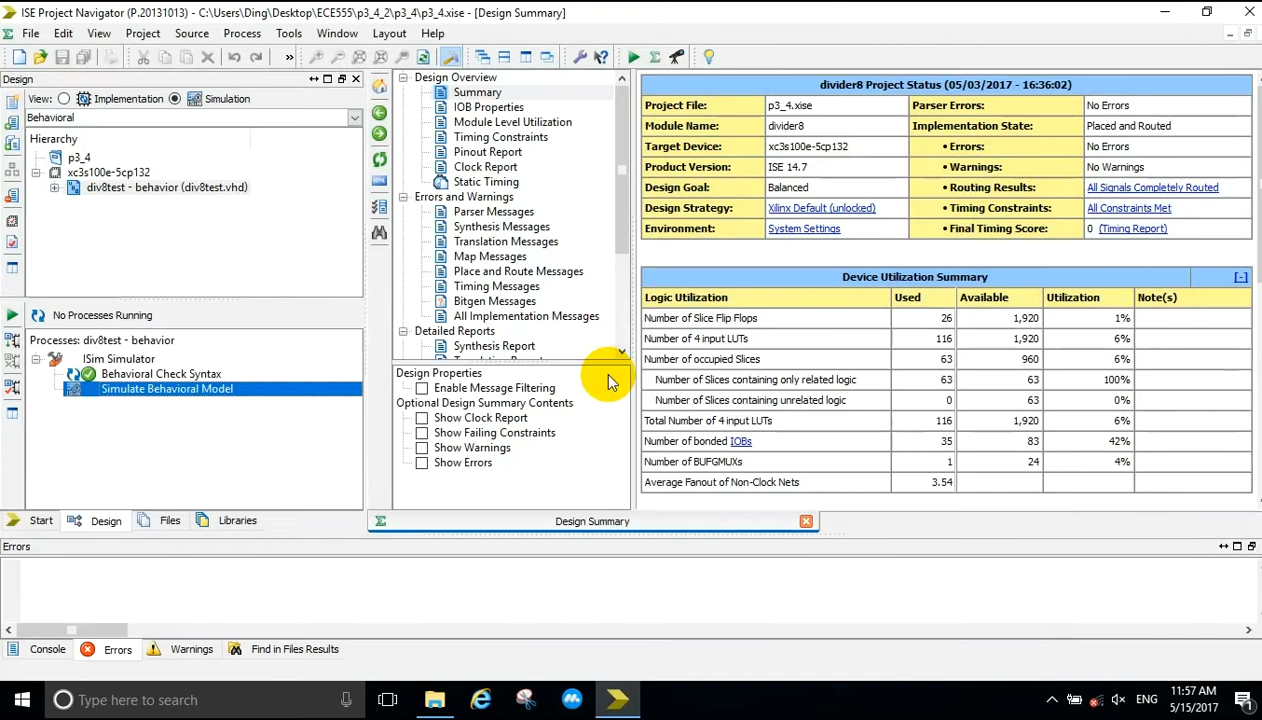 ISE Project Navigator (P.20131013) - C:\Users\Ding\Desktop\ECE555\p3_4_2\p3_4\p3_4.xise - [Design Summary]
File Edit View Project Source Process Tools Window Layout Help
Design
View: Implementation Simulation
Behavioral
Hierarchy
p3_4
xc3s100e-5cp132
div8test - behavior (div8test.vhd)
No Processes Running
Processes: div8test - behavior
ISim Simulator
Behavioral Check Syntax
Simulate Behavioral Model
Start Design Files Libraries
Design Overview
Summary
IOB Properties
Module Level Utilization
Timing Constraints
Pinout Report
Clock Report
Static Timing
Errors and Warnings
Parser Messages
Synthesis Messages
Translation Messages
Map Messages
Place and Route Messages
Timing Messages
Bitgen Messages
All Implementation Messages
Detailed Reports
Synthesis Report
Design Properties
Enable Message Filtering
Optional Design Summary Contents
Show Clock Report
Show Failing Constraints
Show Warnings
Show Errors
Design Summary
divider8 Project Status (05/03/2017 - 16:36:02)
Project File: p3_4.xise Parser Errors: No Errors
Module Name: divider8 Implementation State: Placed and Routed
Target Device: xc3s100e-5cp132 • Errors: No Errors
Product Version: ISE 14.7 • Warnings: No Warnings
Design Goal: Balanced • Routing Results: All Signals Completely Routed
Design Strategy: Xilinx Default (unlocked) • Timing Constraints: All Constraints Met
Environment: System Settings • Final Timing Score: 0 (Timing Report)
Device Utilization Summary [-]
Logic Utilization Used Available Utilization Note(s)
Number of Slice Flip Flops 26 1,920 1%
Number of 4 input LUTs 116 1,920 6%
Number of occupied Slices 63 960 6%
Number of Slices containing only related logic 63 63 100%
Number of Slices containing unrelated logic 0 63 0%
Total Number of 4 input LUTs 116 1,920 6%
Number of bonded IOBs 35 83 42%
Number of BUFGMUXs 1 24 4%
Average Fanout of Non-Clock Nets 3.54
Errors
Console Errors Warnings Find in Files Results
Type here to search
ENG
11:57 AM
5/15/2017
1